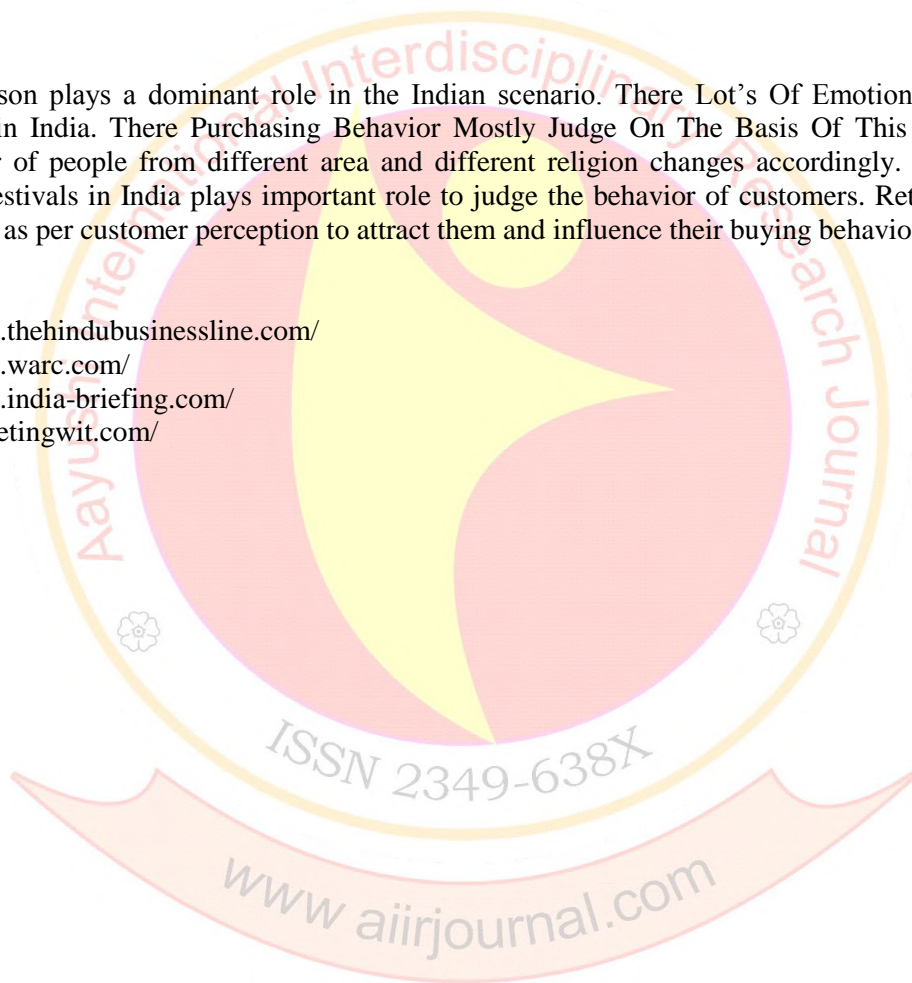 son plays a dominant role in the Indian scenario. There Lot's Of Emotion
in India. There Purchasing Behavior Mostly Judge On The Basis Of This
r of people from different area and different religion changes accordingly.
estivals in India plays important role to judge the behavior of customers. Ret
as per customer perception to attract them and influence their buying behavio
.thehindubusinessline.com/
.warc.com/
.india-briefing.com/
etingwit.com/
Aayushi International Interdisciplinary Research Journal
ISSN 2349-638X
www aiirjournal.com